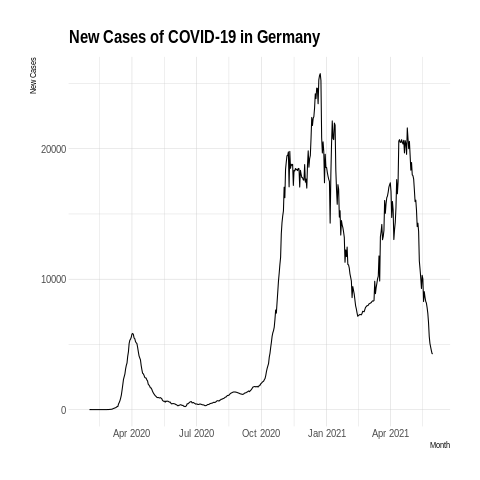 New Cases of COVID-19 in Germany
New Cases
20000
10000
0
Apr 2020 Jul 2020 Oct 2020 Jan 2021 Apr 2021
Month